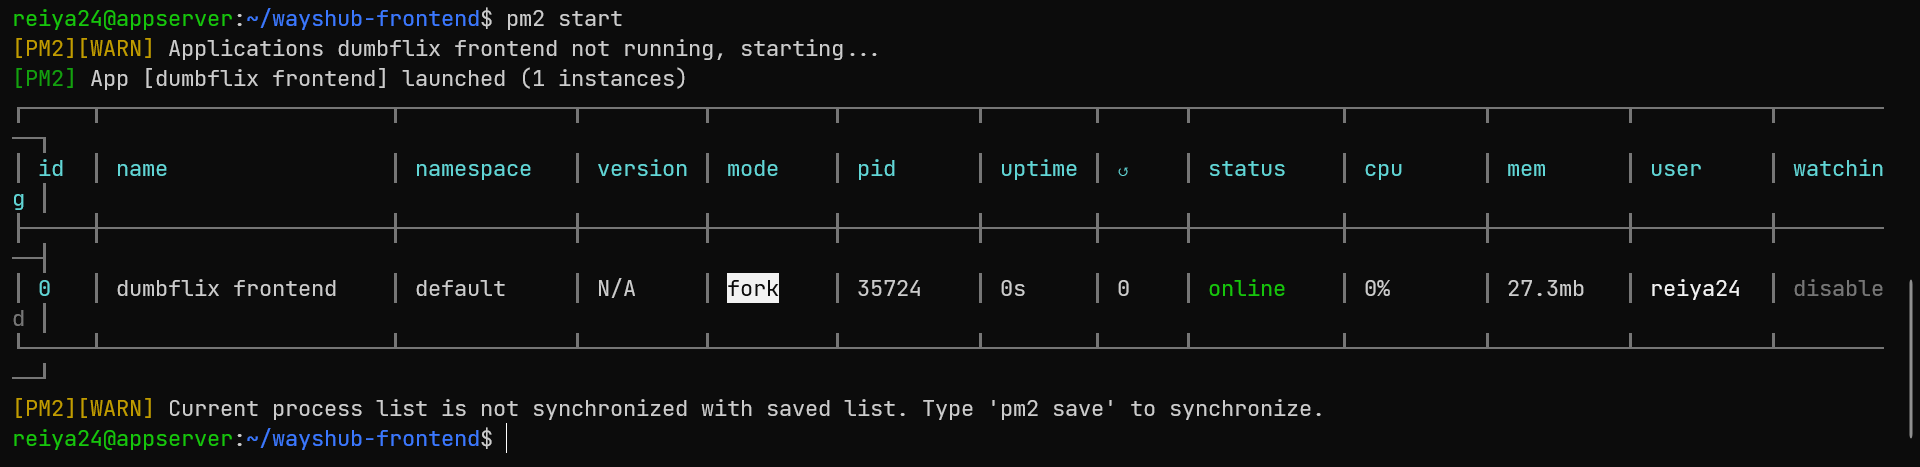 reiya24@appserver:~/wayshub-frontend$ pm2 start
[PM2][WARN] Applications dumbflix frontend not running, starting...
[PM2] App [dumbflix frontend] launched (1 instances)
│ id │ name │ namespace │ version │ mode │ pid │ uptime │ ↺ │ status │ cpu │ mem │ user │ watchin
g │
│ 0 │ dumbflix frontend │ default │ N/A │ fork │ 35724 │ 0s │ 0 │ online │ 0% │ 27.3mb │ reiya24 │ disable
d │
[PM2][WARN] Current process list is not synchronized with saved list. Type 'pm2 save' to synchronize.
reiya24@appserver:~/wayshub-frontend$